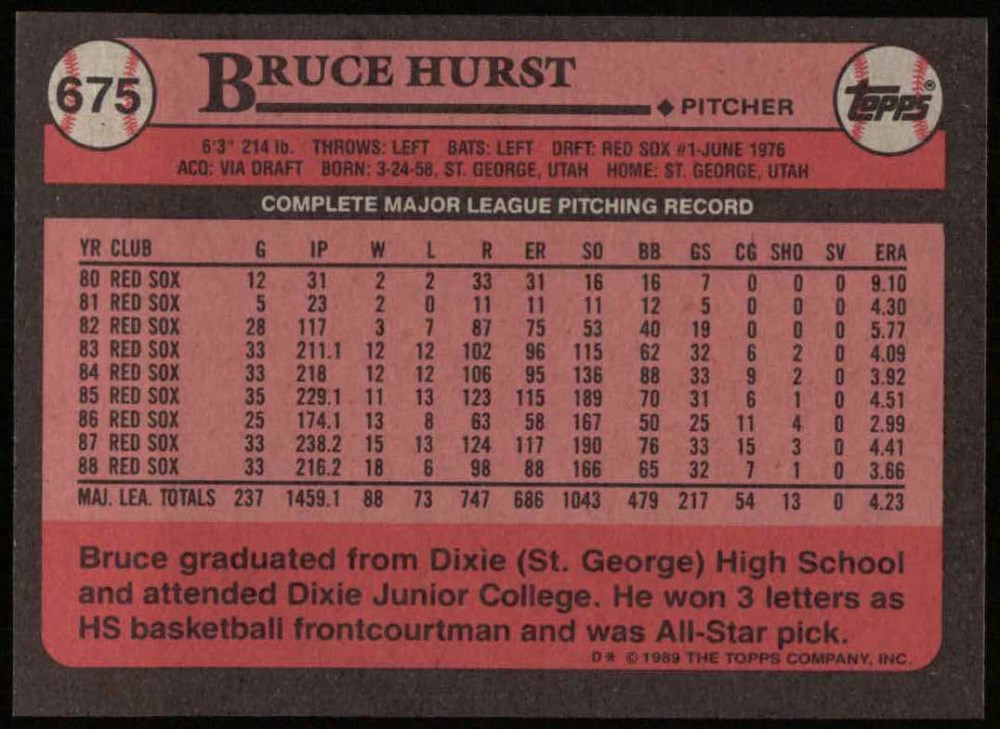 675
BRUCE HURST
◆ PITCHER
TOPPS®
6'3" 214 lb. THROWS: LEFT BATS: LEFT DRFT: RED SOX #1-JUNE 1976
ACQ: VIA DRAFT BORN: 3-24-58, ST. GEORGE, UTAH HOME: ST. GEORGE, UTAH
COMPLETE MAJOR LEAGUE PITCHING RECORD
YR CLUB G IP W L R ER SO BB GS CG SHO SV ERA
80 RED SOX 12 31 2 2 33 31 16 16 7 0 0 0 9.10
81 RED SOX 5 23 2 0 11 11 11 12 5 0 0 0 4.30
82 RED SOX 28 117 3 7 87 75 53 40 19 0 0 0 5.77
83 RED SOX 33 211.1 12 12 102 96 115 62 32 6 2 0 4.09
84 RED SOX 33 218 12 12 106 95 136 88 33 9 2 0 3.92
85 RED SOX 35 229.1 11 13 123 115 189 70 31 6 1 0 4.51
86 RED SOX 25 174.1 13 8 63 58 167 50 25 11 4 0 2.99
87 RED SOX 33 238.2 15 13 124 117 190 76 33 15 3 0 4.41
88 RED SOX 33 216.2 18 6 98 88 166 65 32 7 1 0 3.66
MAJ. LEA. TOTALS 237 1459.1 88 73 747 686 1043 479 217 54 13 0 4.23
Bruce graduated from Dixie (St. George) High School
and attended Dixie Junior College. He won 3 letters as
HS basketball frontcourtman and was All-Star pick.
D* © 1989 THE TOPPS COMPANY, INC.